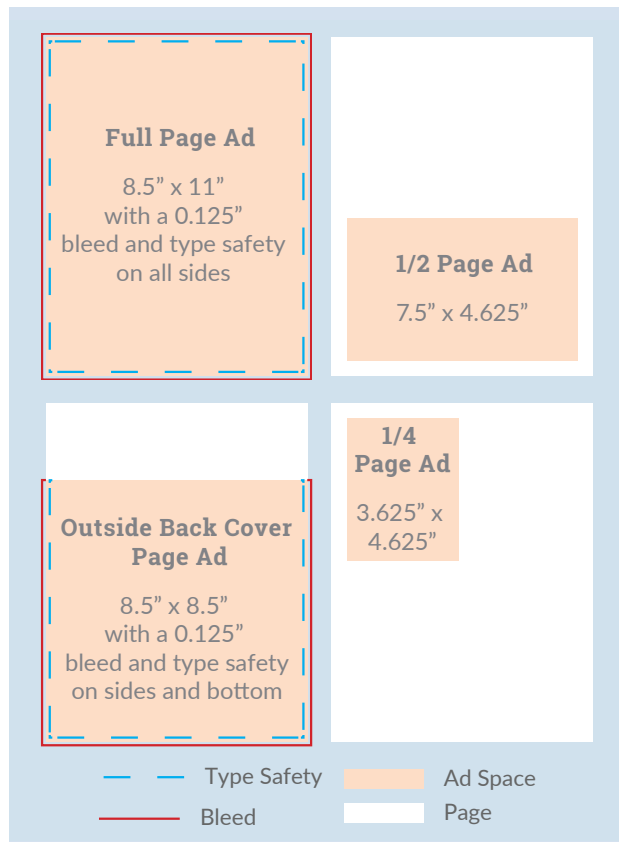 Full Page Ad
8.5” x 11”
with a 0.125”
bleed and type safety
on all sides
1/2 Page Ad
7.5” x 4.625”
Outside Back Cover
Page Ad
8.5” x 8.5”
with a 0.125”
bleed and type safety
on sides and bottom
1/4
Page Ad
3.625” x
4.625”
Type Safety
Ad Space
Bleed
Page